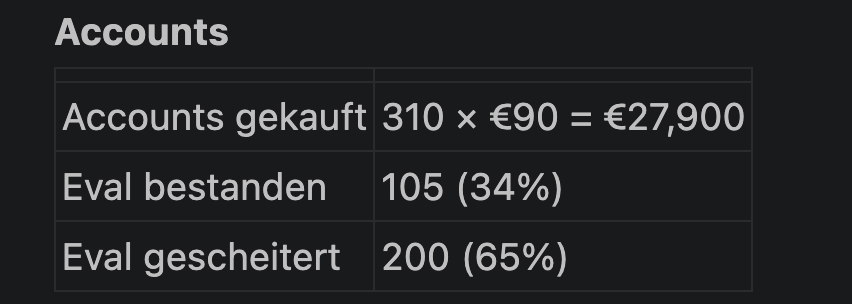 Accounts
Accounts gekauft 310 × €90 = €27,900
Eval bestanden 105 (34%)
Eval gescheitert 200 (65%)